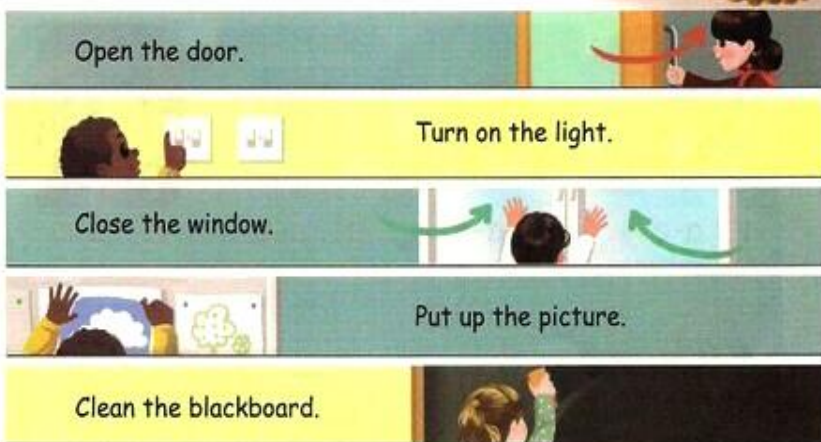 Open the door.
Turn on the light.
Close the window.
Put up the picture.
Clean the blackboard.